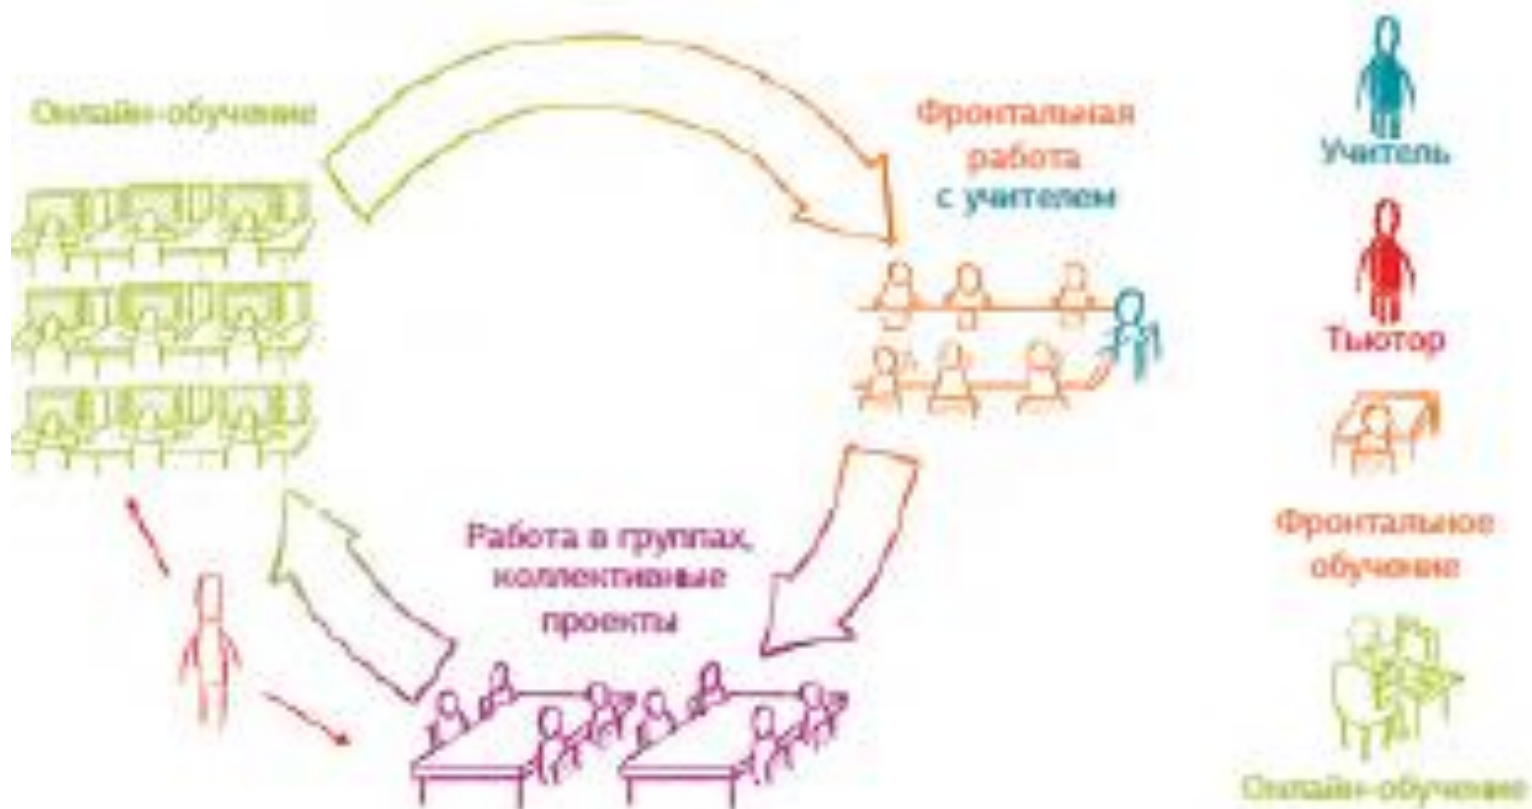 Онлайн-обучение
Фронтальная
работа
с учителем
Работа в группах,
коллективные
проекты
Учитель
Тьютор
Фронтальное
обучение
Онлайн-обучение